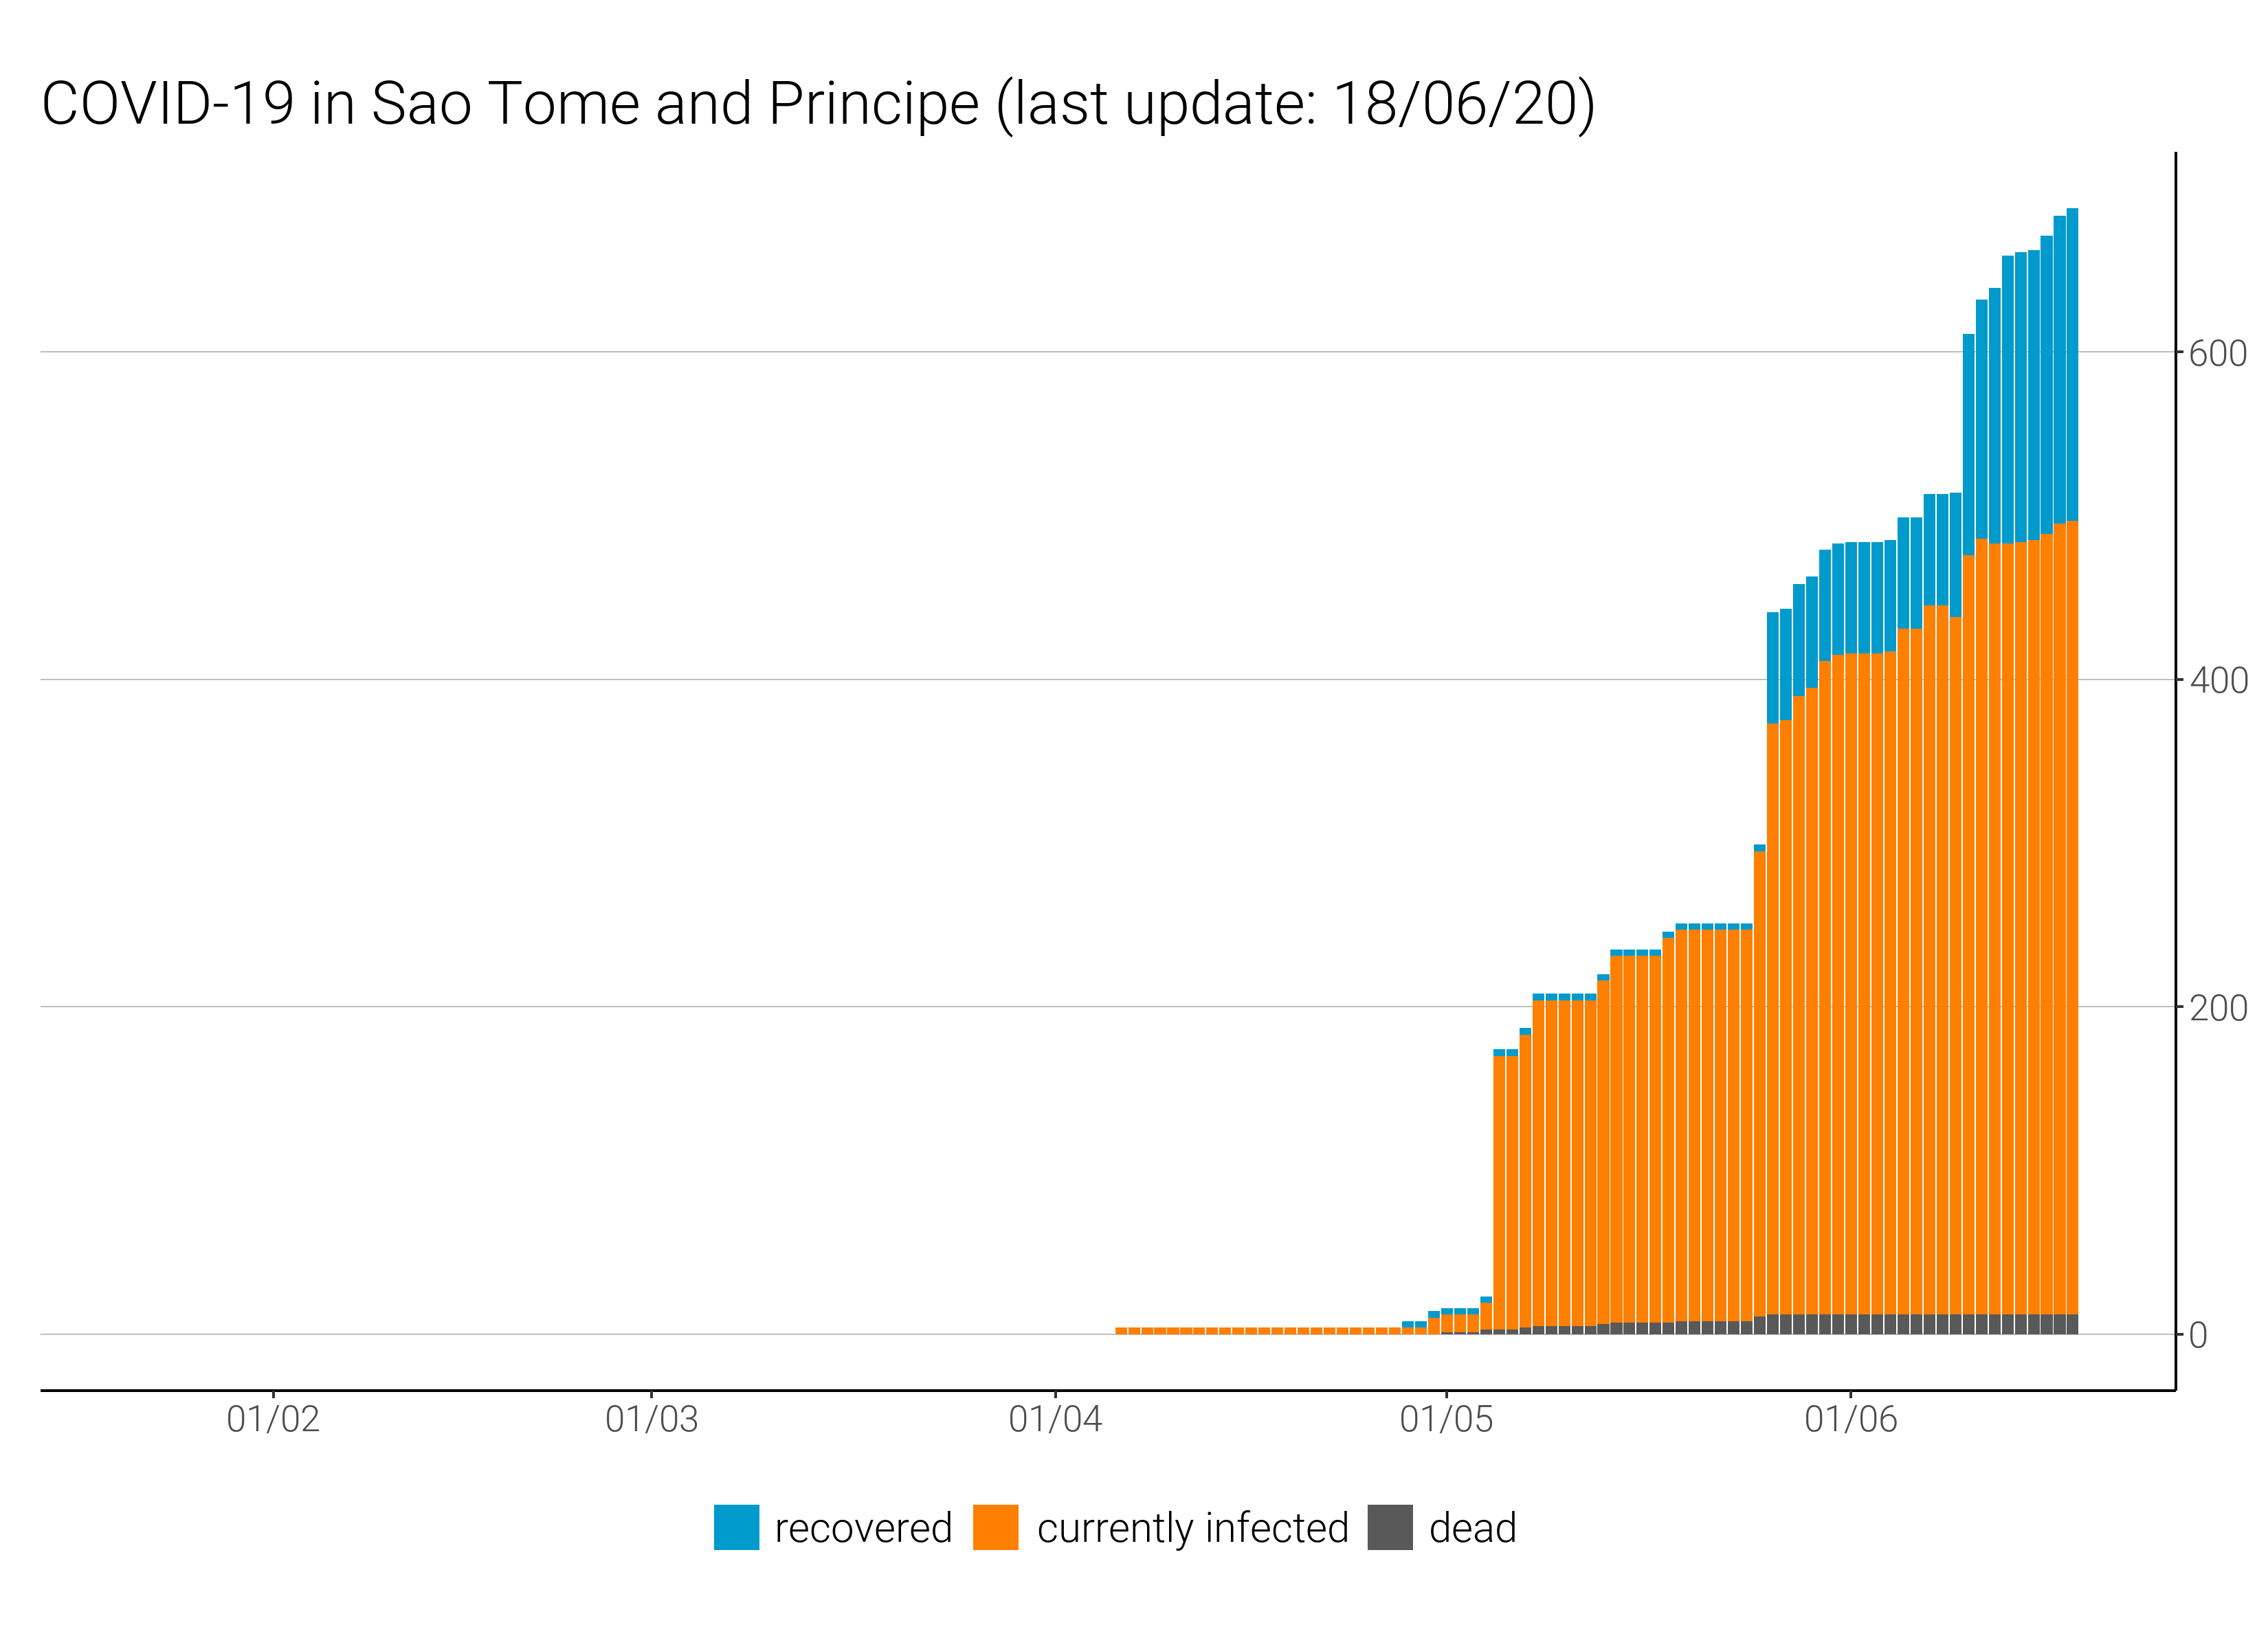 COVID-19 in Sao Tome and Principe (last update: 18/06/20)
600
400
200
0
01/02 01/03 01/04 01/05 01/06
recovered currently infected dead